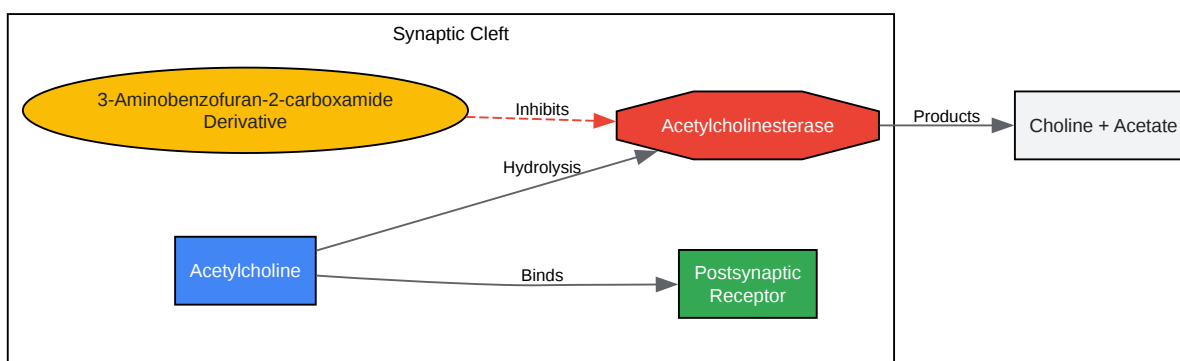 Synaptic Cleft
3-Aminobenzofuran-2-carboxamide
Derivative
Inhibits
Acetylcholinesterase
Products
Choline + Acetate
Hydrolysis
Acetylcholine
Binds
Postsynaptic
Receptor